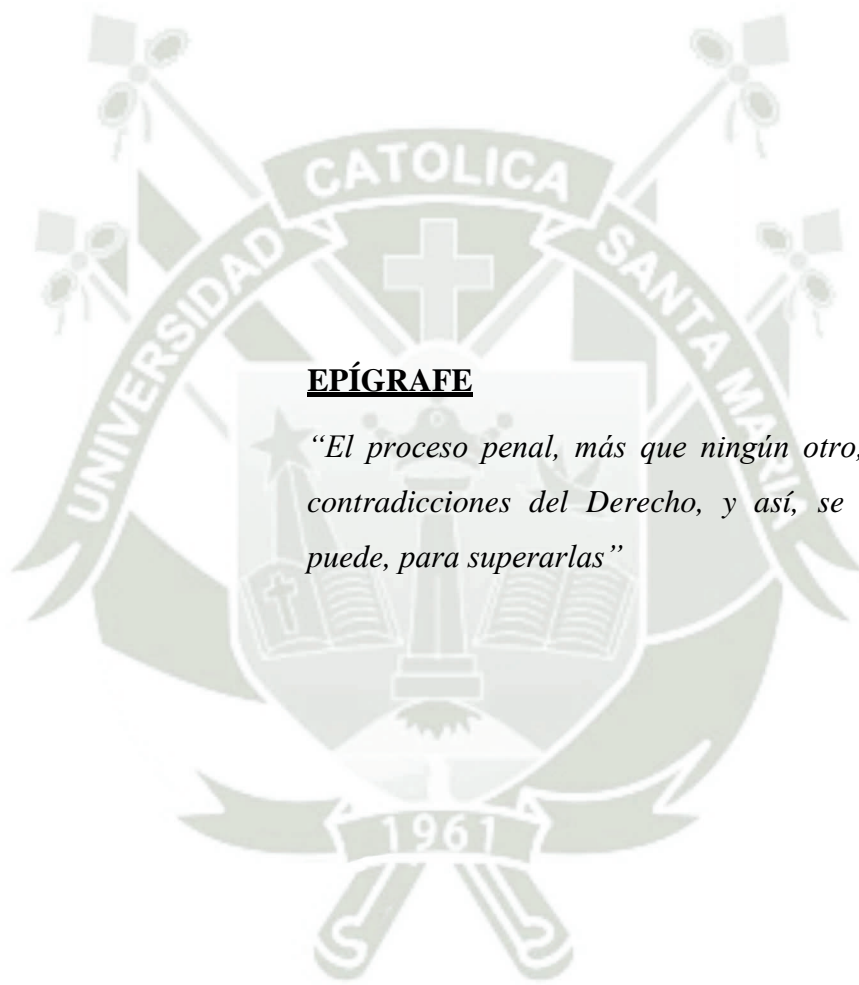 UNIVERSIDAD CATOLICA SANTA MARIA
EPÍGRAFE
“El proceso penal, más que ningún otro,
contradicciones del Derecho, y así, se
puede, para superarlas”
1961